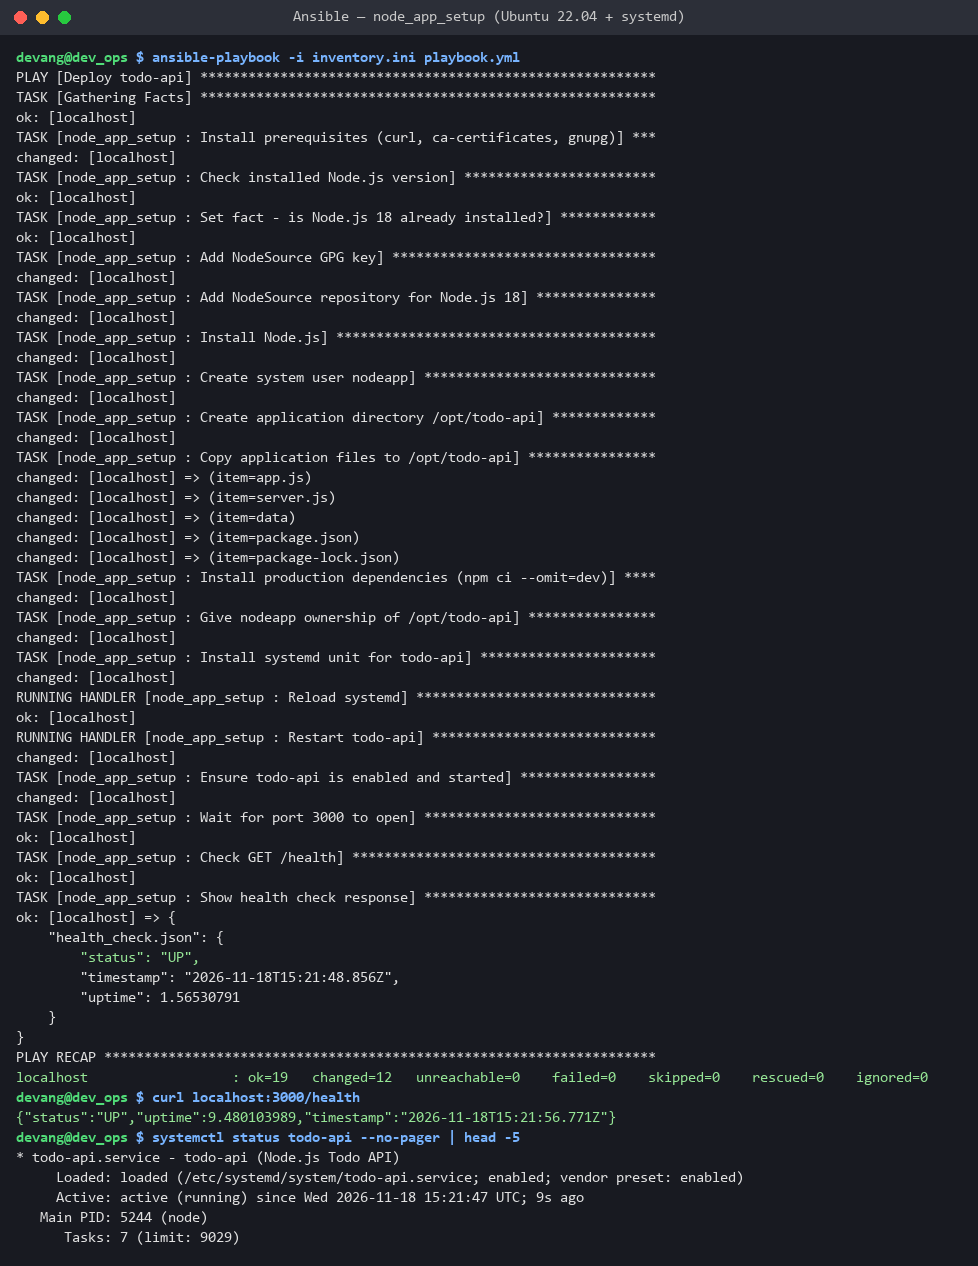 Ansible — node_app_setup (Ubuntu 22.04 + systemd)
devang@dev_ops $ ansible-playbook -i inventory.ini playbook.yml
PLAY [Deploy todo-api] *********************************************************
TASK [Gathering Facts] *********************************************************
ok: [localhost]
TASK [node_app_setup : Install prerequisites (curl, ca-certificates, gnupg)] ***
changed: [localhost]
TASK [node_app_setup : Check installed Node.js version] ************************
ok: [localhost]
TASK [node_app_setup : Set fact - is Node.js 18 already installed?] ************
ok: [localhost]
TASK [node_app_setup : Add NodeSource GPG key] *********************************
changed: [localhost]
TASK [node_app_setup : Add NodeSource repository for Node.js 18] ***************
changed: [localhost]
TASK [node_app_setup : Install Node.js] ****************************************
changed: [localhost]
TASK [node_app_setup : Create system user nodeapp] *****************************
changed: [localhost]
TASK [node_app_setup : Create application directory /opt/todo-api] *************
changed: [localhost]
TASK [node_app_setup : Copy application files to /opt/todo-api] ****************
changed: [localhost] => (item=app.js)
changed: [localhost] => (item=server.js)
changed: [localhost] => (item=data)
changed: [localhost] => (item=package.json)
changed: [localhost] => (item=package-lock.json)
TASK [node_app_setup : Install production dependencies (npm ci --omit=dev)] ****
changed: [localhost]
TASK [node_app_setup : Give nodeapp ownership of /opt/todo-api] ****************
changed: [localhost]
TASK [node_app_setup : Install systemd unit for todo-api] **********************
changed: [localhost]
RUNNING HANDLER [node_app_setup : Reload systemd] ******************************
ok: [localhost]
RUNNING HANDLER [node_app_setup : Restart todo-api] ****************************
changed: [localhost]
TASK [node_app_setup : Ensure todo-api is enabled and started] *****************
changed: [localhost]
TASK [node_app_setup : Wait for port 3000 to open] *****************************
ok: [localhost]
TASK [node_app_setup : Check GET /health] **************************************
ok: [localhost]
TASK [node_app_setup : Show health check response] *****************************
ok: [localhost] => {
    "health_check.json": {
        "status": "UP",
        "timestamp": "2026-11-18T15:21:48.856Z",
        "uptime": 1.56530791
    }
}
PLAY RECAP *********************************************************************
localhost                  : ok=19   changed=12   unreachable=0    failed=0    skipped=0    rescued=0    ignored=0
devang@dev_ops $ curl localhost:3000/health
{"status":"UP","uptime":9.480103989,"timestamp":"2026-11-18T15:21:56.771Z"}
devang@dev_ops $ systemctl status todo-api --no-pager | head -5
* todo-api.service - todo-api (Node.js Todo API)
     Loaded: loaded (/etc/systemd/system/todo-api.service; enabled; vendor preset: enabled)
     Active: active (running) since Wed 2026-11-18 15:21:47 UTC; 9s ago
   Main PID: 5244 (node)
      Tasks: 7 (limit: 9029)